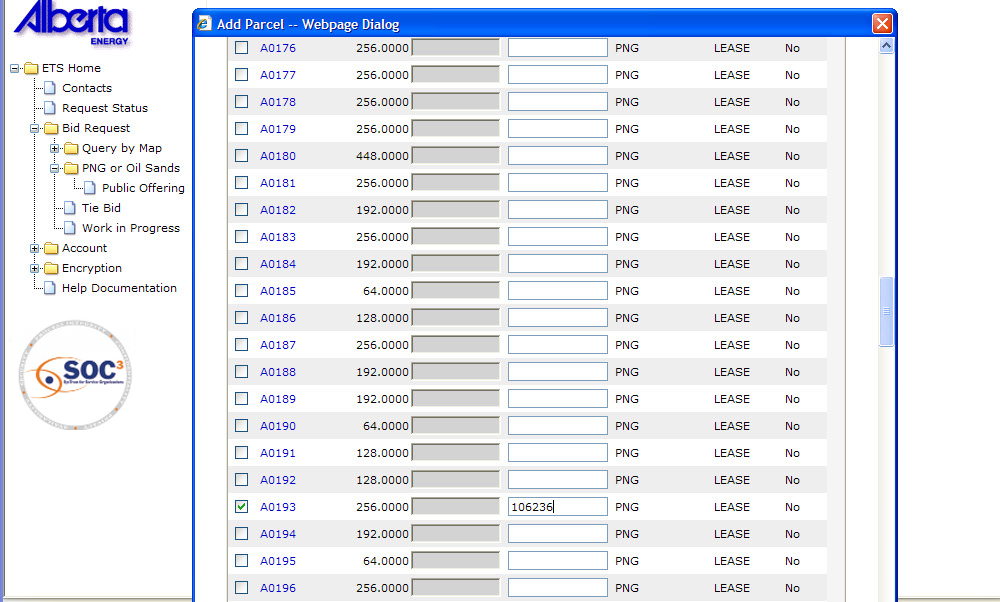 Alberta
ENERGY
ETS Home
Contacts
Request Status
Bid Request
Query by Map
PNG or Oil Sands
Public Offering
Tie Bid
Work in Progress
Account
Encryption
Help Documentation
SOC3
SysTrust for Service Organizations
Add Parcel -- Webpage Dialog
A0176 256.0000 PNG LEASE No
A0177 256.0000 PNG LEASE No
A0178 256.0000 PNG LEASE No
A0179 256.0000 PNG LEASE No
A0180 448.0000 PNG LEASE No
A0181 256.0000 PNG LEASE No
A0182 192.0000 PNG LEASE No
A0183 256.0000 PNG LEASE No
A0184 192.0000 PNG LEASE No
A0185 64.0000 PNG LEASE No
A0186 128.0000 PNG LEASE No
A0187 256.0000 PNG LEASE No
A0188 192.0000 PNG LEASE No
A0189 192.0000 PNG LEASE No
A0190 64.0000 PNG LEASE No
A0191 128.0000 PNG LEASE No
A0192 128.0000 PNG LEASE No
A0193 256.0000 106236 PNG LEASE No
A0194 192.0000 PNG LEASE No
A0195 64.0000 PNG LEASE No
A0196 256.0000 PNG LEASE No